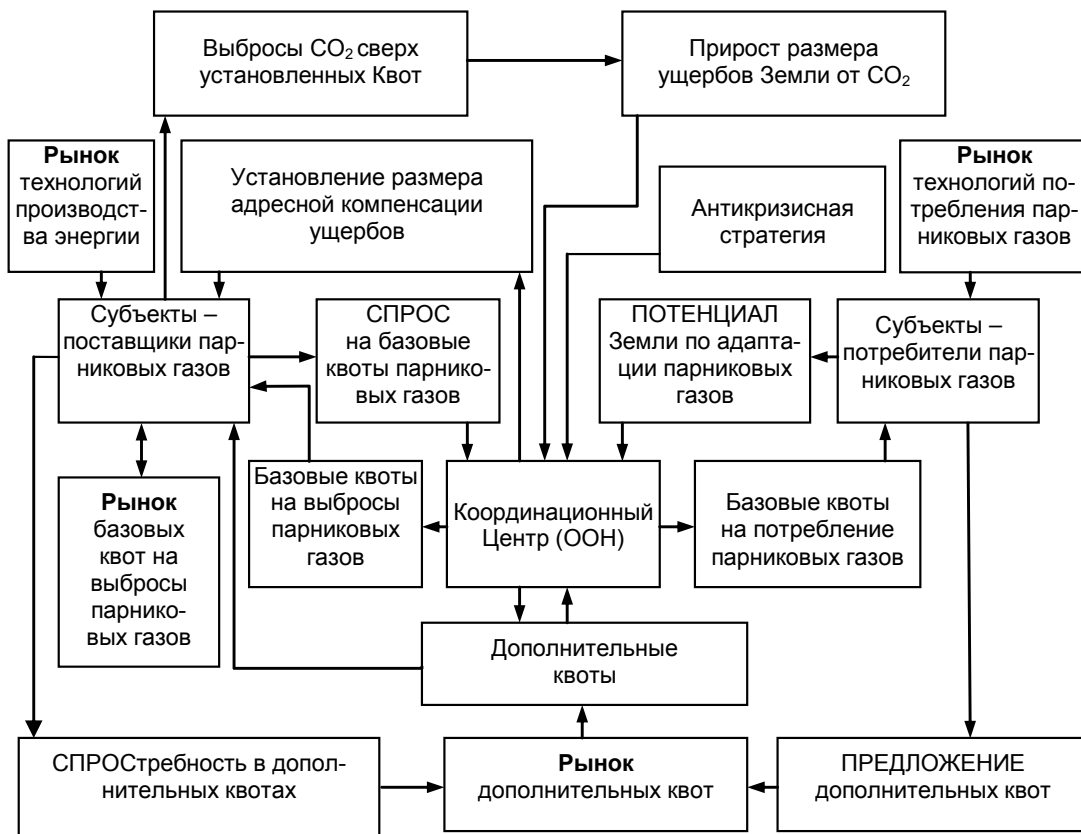 Выбросы CO₂ сверх
установленных Квот
Прирост размера
ущербов Земли от CO₂
Рынок
технологий
производст-
ва энергии
Установление размера
адресной компенсации
ущербов
Антикризисная
стратегия
Рынок
технологий по-
требления пар-
никовых газов
Субъекты –
поставщики пар-
никовых газов
СПРОС
на базовые
квоты парнико-
вых газов
ПОТЕНЦИАЛ
Земли по адапта-
ции парниковых
газов
Субъекты –
потребители пар-
никовых газов
Рынок
базовых
квот на
выбросы
парнико-
вых газов
Базовые квоты
на выбросы
парниковых
газов
Координационный
Центр (ООН)
Базовые квоты
на потребление
парниковых газов
Дополнительные
квоты
СПРОСтребность в допол-
нительных квотах
Рынок
дополнительных квот
ПРЕДЛОЖЕНИЕ
дополнительных квот